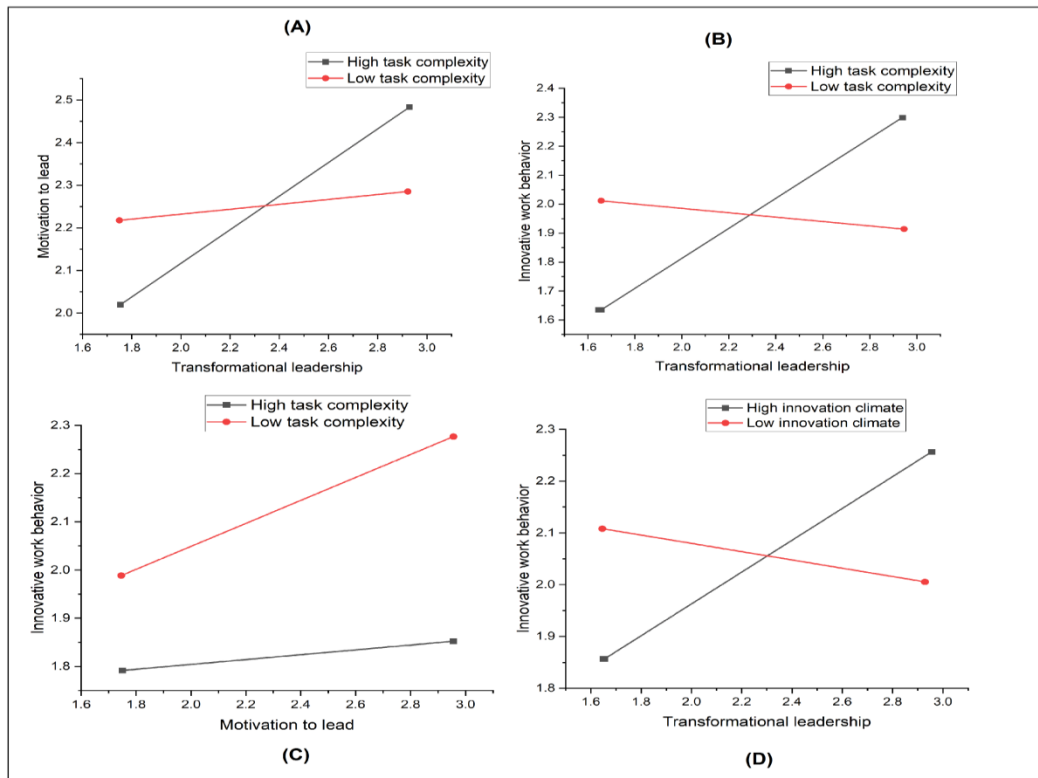 (A)
High task complexity
Low task complexity
2.5
2.4
2.3
2.2
2.1
2.0
Motivation to lead
1.6 1.8 2.0 2.2 2.4 2.6 2.8 3.0
Transformational leadership
(B)
High task complexity
Low task complexity
2.4
2.3
2.2
2.1
2.0
1.9
1.8
1.7
1.6
Innovative work behavior
1.6 1.8 2.0 2.2 2.4 2.6 2.8 3.0
Transformational leadership
High task complexity
Low task complexity
2.3
2.2
2.1
2.0
1.9
1.8
Innovative work behavior
1.6 1.8 2.0 2.2 2.4 2.6 2.8 3.0
Motivation to lead
(C)
High innovation climate
Low innovation climate
2.3
2.2
2.1
2.0
1.9
1.8
Innovative work behavior
1.6 1.8 2.0 2.2 2.4 2.6 2.8 3.0
Transformational leadership
(D)